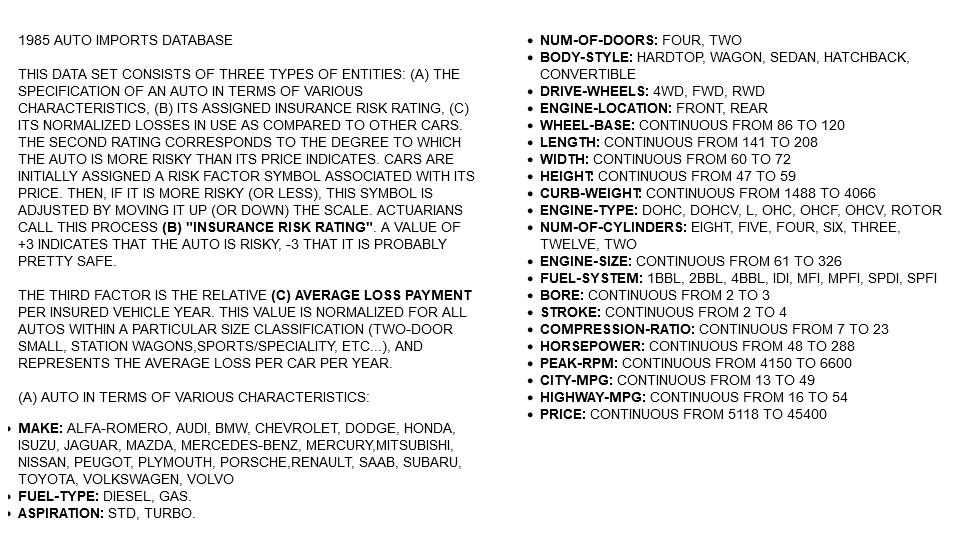 1985 AUTO IMPORTS DATABASE
THIS DATA SET CONSISTS OF THREE TYPES OF ENTITIES: (A) THE
SPECIFICATION OF AN AUTO IN TERMS OF VARIOUS
CHARACTERISTICS, (B) ITS ASSIGNED INSURANCE RISK RATING, (C)
ITS NORMALIZED LOSSES IN USE AS COMPARED TO OTHER CARS.
THE SECOND RATING CORRESPONDS TO THE DEGREE TO WHICH
THE AUTO IS MORE RISKY THAN ITS PRICE INDICATES. CARS ARE
INITIALLY ASSIGNED A RISK FACTOR SYMBOL ASSOCIATED WITH ITS
PRICE. THEN, IF IT IS MORE RISKY (OR LESS), THIS SYMBOL IS
ADJUSTED BY MOVING IT UP (OR DOWN) THE SCALE. ACTUARIANS
CALL THIS PROCESS (B) "INSURANCE RISK RATING". A VALUE OF
+3 INDICATES THAT THE AUTO IS RISKY, -3 THAT IT IS PROBABLY
PRETTY SAFE.
THE THIRD FACTOR IS THE RELATIVE (C) AVERAGE LOSS PAYMENT
PER INSURED VEHICLE YEAR. THIS VALUE IS NORMALIZED FOR ALL
AUTOS WITHIN A PARTICULAR SIZE CLASSIFICATION (TWO-DOOR
SMALL, STATION WAGONS,SPORTS/SPECIALITY, ETC...), AND
REPRESENTS THE AVERAGE LOSS PER CAR PER YEAR.
(A) AUTO IN TERMS OF VARIOUS CHARACTERISTICS:
• MAKE: ALFA-ROMERO, AUDI, BMW, CHEVROLET, DODGE, HONDA,
ISUZU, JAGUAR, MAZDA, MERCEDES-BENZ, MERCURY,MITSUBISHI,
NISSAN, PEUGOT, PLYMOUTH, PORSCHE,RENAULT, SAAB, SUBARU,
TOYOTA, VOLKSWAGEN, VOLVO
• FUEL-TYPE: DIESEL, GAS.
• ASPIRATION: STD, TURBO.
• NUM-OF-DOORS: FOUR, TWO
• BODY-STYLE: HARDTOP, WAGON, SEDAN, HATCHBACK,
CONVERTIBLE
• DRIVE-WHEELS: 4WD, FWD, RWD
• ENGINE-LOCATION: FRONT, REAR
• WHEEL-BASE: CONTINUOUS FROM 86 TO 120
• LENGTH: CONTINUOUS FROM 141 TO 208
• WIDTH: CONTINUOUS FROM 60 TO 72
• HEIGHT: CONTINUOUS FROM 47 TO 59
• CURB-WEIGHT: CONTINUOUS FROM 1488 TO 4066
• ENGINE-TYPE: DOHC, DOHCV, L, OHC, OHCF, OHCV, ROTOR
• NUM-OF-CYLINDERS: EIGHT, FIVE, FOUR, SIX, THREE,
TWELVE, TWO
• ENGINE-SIZE: CONTINUOUS FROM 61 TO 326
• FUEL-SYSTEM: 1BBL, 2BBL, 4BBL, IDI, MFI, MPFI, SPDI, SPFI
• BORE: CONTINUOUS FROM 2 TO 3
• STROKE: CONTINUOUS FROM 2 TO 4
• COMPRESSION-RATIO: CONTINUOUS FROM 7 TO 23
• HORSEPOWER: CONTINUOUS FROM 48 TO 288
• PEAK-RPM: CONTINUOUS FROM 4150 TO 6600
• CITY-MPG: CONTINUOUS FROM 13 TO 49
• HIGHWAY-MPG: CONTINUOUS FROM 16 TO 54
• PRICE: CONTINUOUS FROM 5118 TO 45400